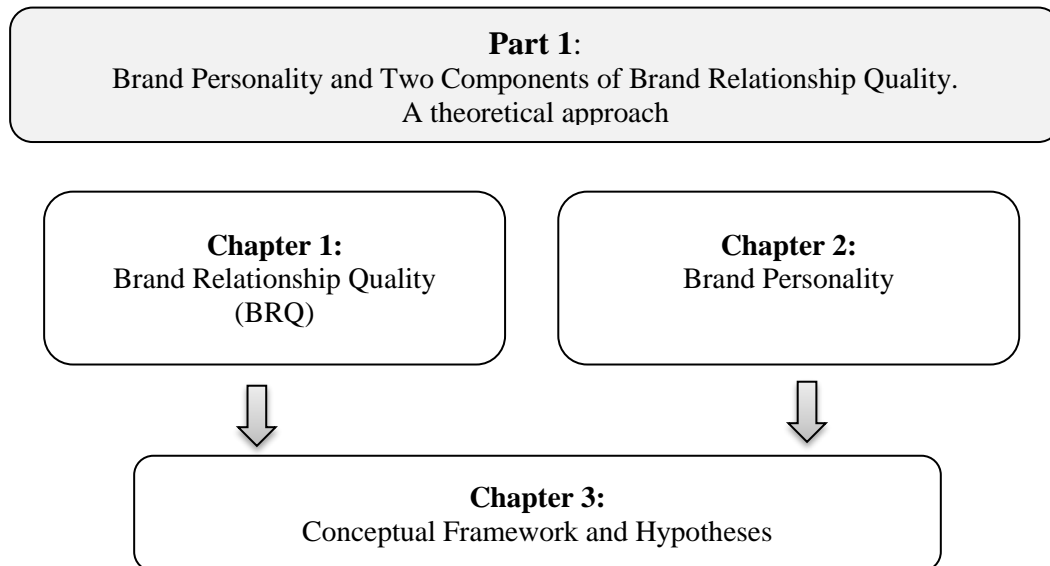 Part 1:
Brand Personality and Two Components of Brand Relationship Quality.
A theoretical approach
Chapter 1:
Brand Relationship Quality
(BRQ)
Chapter 2:
Brand Personality
Chapter 3:
Conceptual Framework and Hypotheses